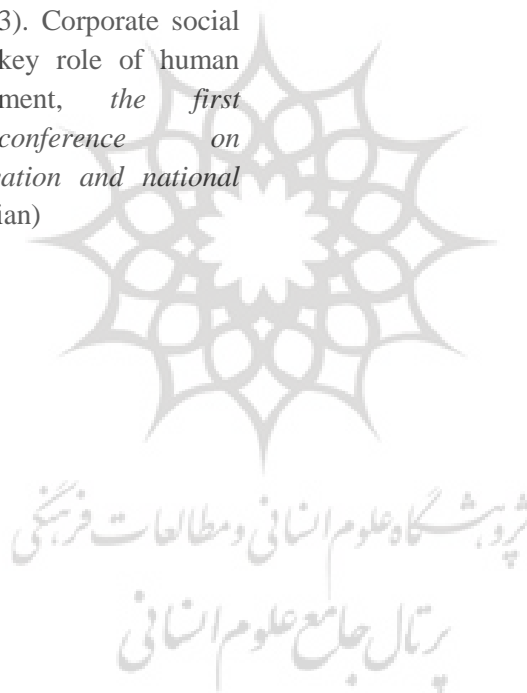 3). Corporate social
key role of human
ment, the first
conference on
ation and national
ian)
پژوهشگاه علوم انسانی و مطالعات فرهنگی
پرتال جامع علوم انسانی